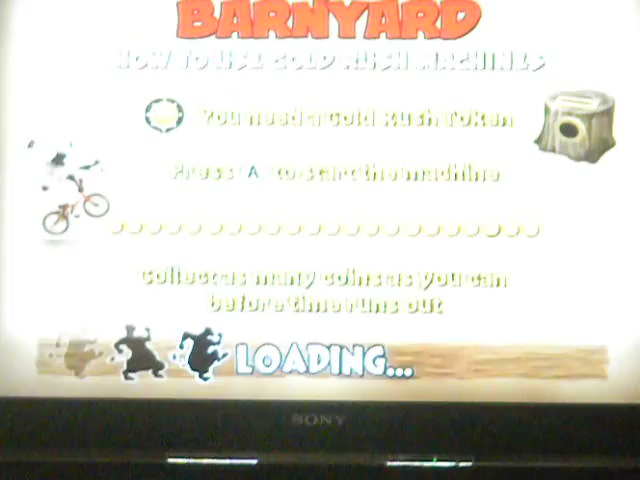 BARNYARD
HOW TO USE GOLD RUSH MACHINES
You need a Gold Rush Token
Press A to start the machine
Collect as many coins as you can
before time runs out
LOADING...
SONY